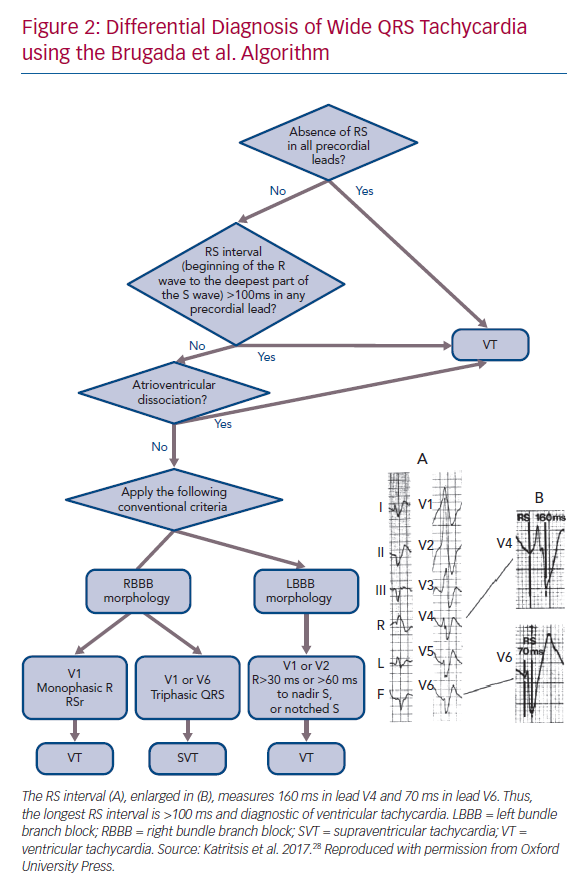 Figure 2: Differential Diagnosis of Wide QRS Tachycardia
using the Brugada et al. Algorithm
Absence of RS
in all precordial
leads?
No
Yes
RS interval
(beginning of the R
wave to the deepest part of
the S wave) >100ms in any
precordial lead?
No
Yes
VT
Atrioventricular
dissociation?
Yes
No
Apply the following
conventional criteria
RBBB
morphology
LBBB
morphology
V1
Monophasic R
RSr
V1 or V6
Triphasic QRS
V1 or V2
R>30 ms or >60 ms
to nadir S,
or notched S
VT
SVT
VT
A
I
V1
II
V2
III
V3
R
V4
L
V5
F
V6
B
RS 160ms
V4
RS
70ms
V6
The RS interval (A), enlarged in (B), measures 160 ms in lead V4 and 70 ms in lead V6. Thus,
the longest RS interval is >100 ms and diagnostic of ventricular tachycardia. LBBB = left bundle
branch block; RBBB = right bundle branch block; SVT = supraventricular tachycardia; VT =
ventricular tachycardia. Source: Katritsis et al. 2017.28 Reproduced with permission from Oxford
University Press.